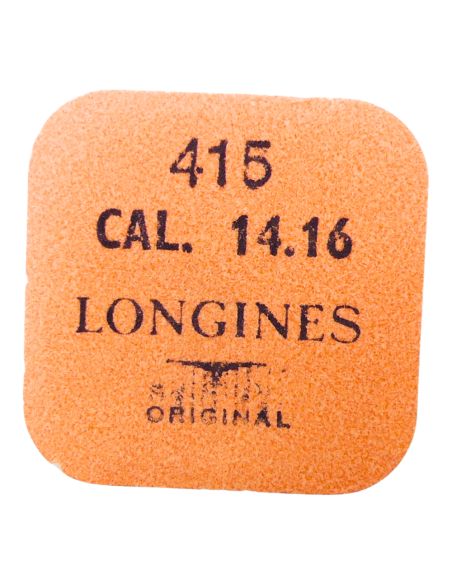 415
CAL. 14.16
LONGINES
ORIGINAL